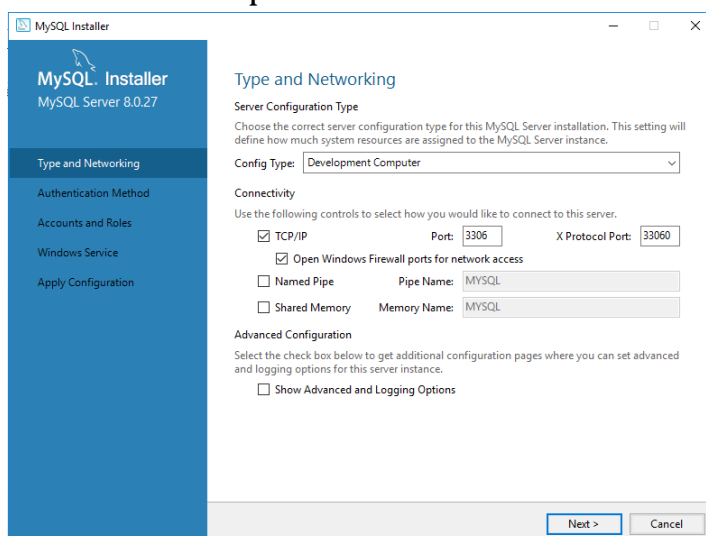 MySQL Installer
MySQL. Installer
MySQL Server 8.0.27
Type and Networking
Authentication Method
Accounts and Roles
Windows Service
Apply Configuration
Type and Networking
Server Configuration Type
Choose the correct server configuration type for this MySQL Server installation. This setting will
define how much system resources are assigned to the MySQL Server instance.
Config Type: Development Computer
Connectivity
Use the following controls to select how you would like to connect to this server.
TCP/IP Port: 3306 X Protocol Port: 33060
Open Windows Firewall ports for network access
Named Pipe Pipe Name: MYSQL
Shared Memory Memory Name: MYSQL
Advanced Configuration
Select the check box below to get additional configuration pages where you can set advanced
and logging options for this server instance.
Show Advanced and Logging Options
Next > Cancel